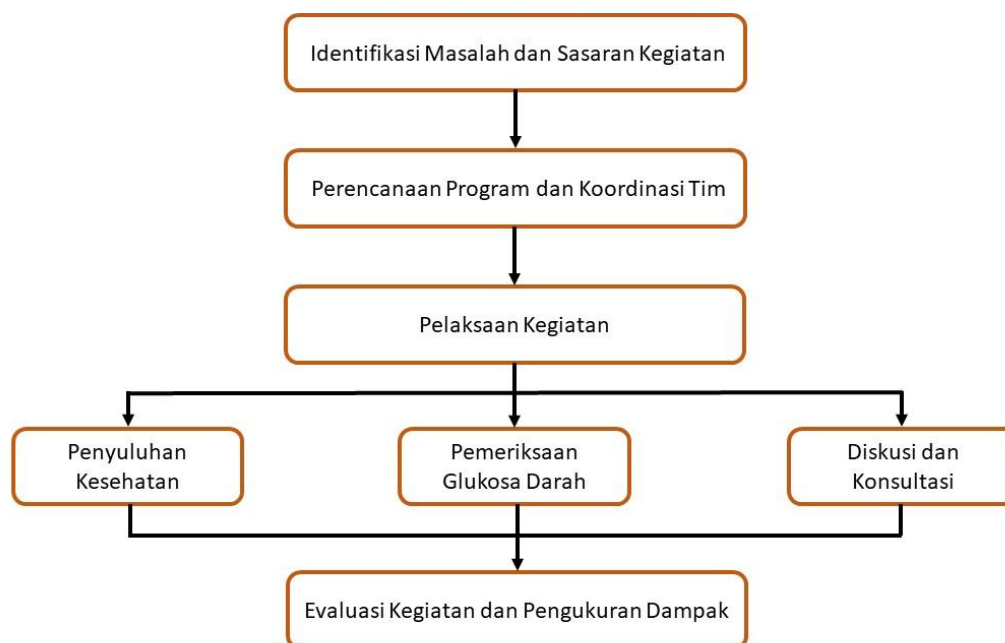 Identifikasi Masalah dan Sasaran Kegiatan
Perencanaan Program dan Koordinasi Tim
Pelaksaan Kegiatan
Penyuluhan
Kesehatan
Pemeriksaan
Glukosa Darah
Diskusi dan
Konsultasi
Evaluasi Kegiatan dan Pengukuran Dampak